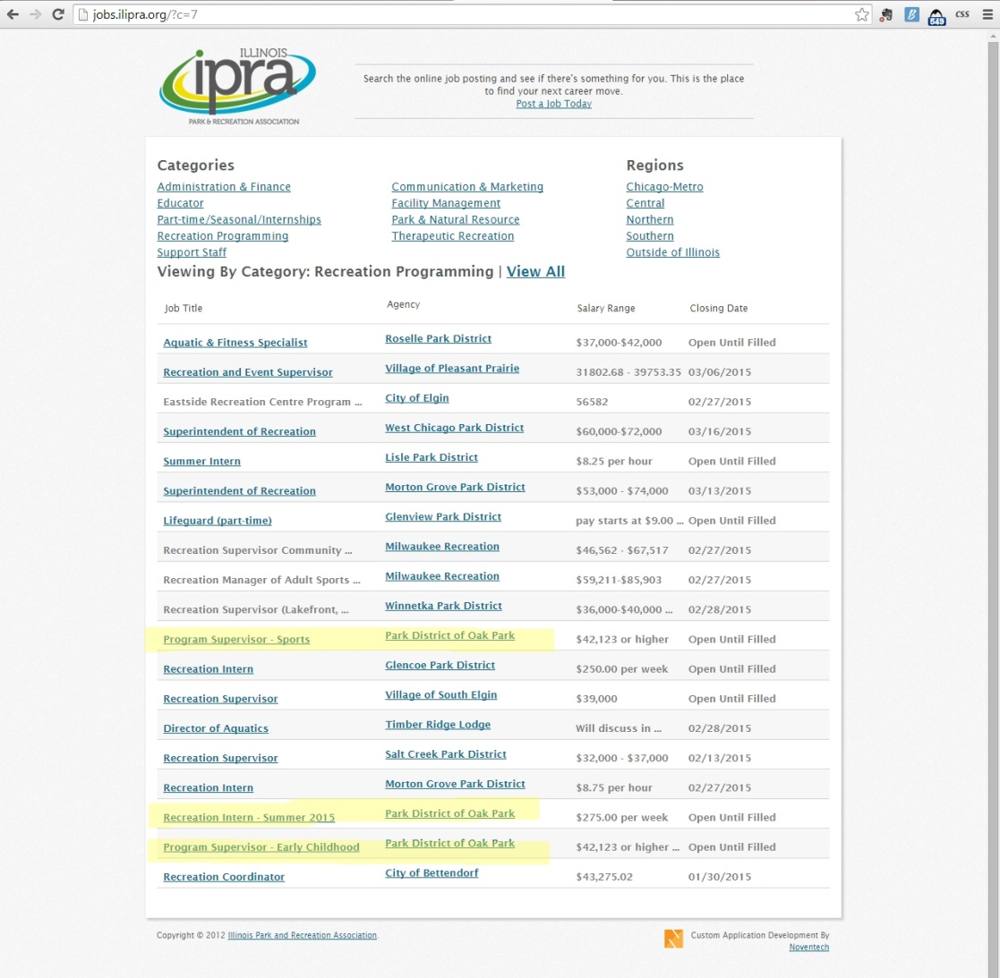 jobs.ilipra.org/?c=7
549
CSS
ILLINOIS
ipra
PARK & RECREATION ASSOCIATION
Search the online job posting and see if there's something for you. This is the place
to find your next career move.
Post a Job Today
Categories
Administration & Finance
Educator
Part-time/Seasonal/Internships
Recreation Programming
Support Staff
Communication & Marketing
Facility Management
Park & Natural Resource
Therapeutic Recreation
Regions
Chicago-Metro
Central
Northern
Southern
Outside of Illinois
Viewing By Category: Recreation Programming | View All
Job Title Agency Salary Range Closing Date
Aquatic & Fitness Specialist Roselle Park District $37,000-$42,000 Open Until Filled
Recreation and Event Supervisor Village of Pleasant Prairie 31802.68 - 39753.35 03/06/2015
Eastside Recreation Centre Program ... City of Elgin 56582 02/27/2015
Superintendent of Recreation West Chicago Park District $60,000-$72,000 03/16/2015
Summer Intern Lisle Park District $8.25 per hour Open Until Filled
Superintendent of Recreation Morton Grove Park District $53,000 - $74,000 03/13/2015
Lifeguard (part-time) Glenview Park District pay starts at $9.00 ... Open Until Filled
Recreation Supervisor Community ... Milwaukee Recreation $46,562 - $67,517 02/27/2015
Recreation Manager of Adult Sports ... Milwaukee Recreation $59,211-$85,903 02/27/2015
Recreation Supervisor (Lakefront, ... Winnetka Park District $36,000-$40,000 ... 02/28/2015
Program Supervisor - Sports Park District of Oak Park $42,123 or higher Open Until Filled
Recreation Intern Glencoe Park District $250.00 per week Open Until Filled
Recreation Supervisor Village of South Elgin $39,000 Open Until Filled
Director of Aquatics Timber Ridge Lodge Will discuss in ... 02/28/2015
Recreation Supervisor Salt Creek Park District $32,000 - $37,000 02/13/2015
Recreation Intern Morton Grove Park District $8.75 per hour 02/27/2015
Recreation Intern - Summer 2015 Park District of Oak Park $275.00 per week Open Until Filled
Program Supervisor - Early Childhood Park District of Oak Park $42,123 or higher ... Open Until Filled
Recreation Coordinator City of Bettendorf $43,275.02 01/30/2015
Copyright © 2012 Illinois Park and Recreation Association.
Custom Application Development By
Noventech